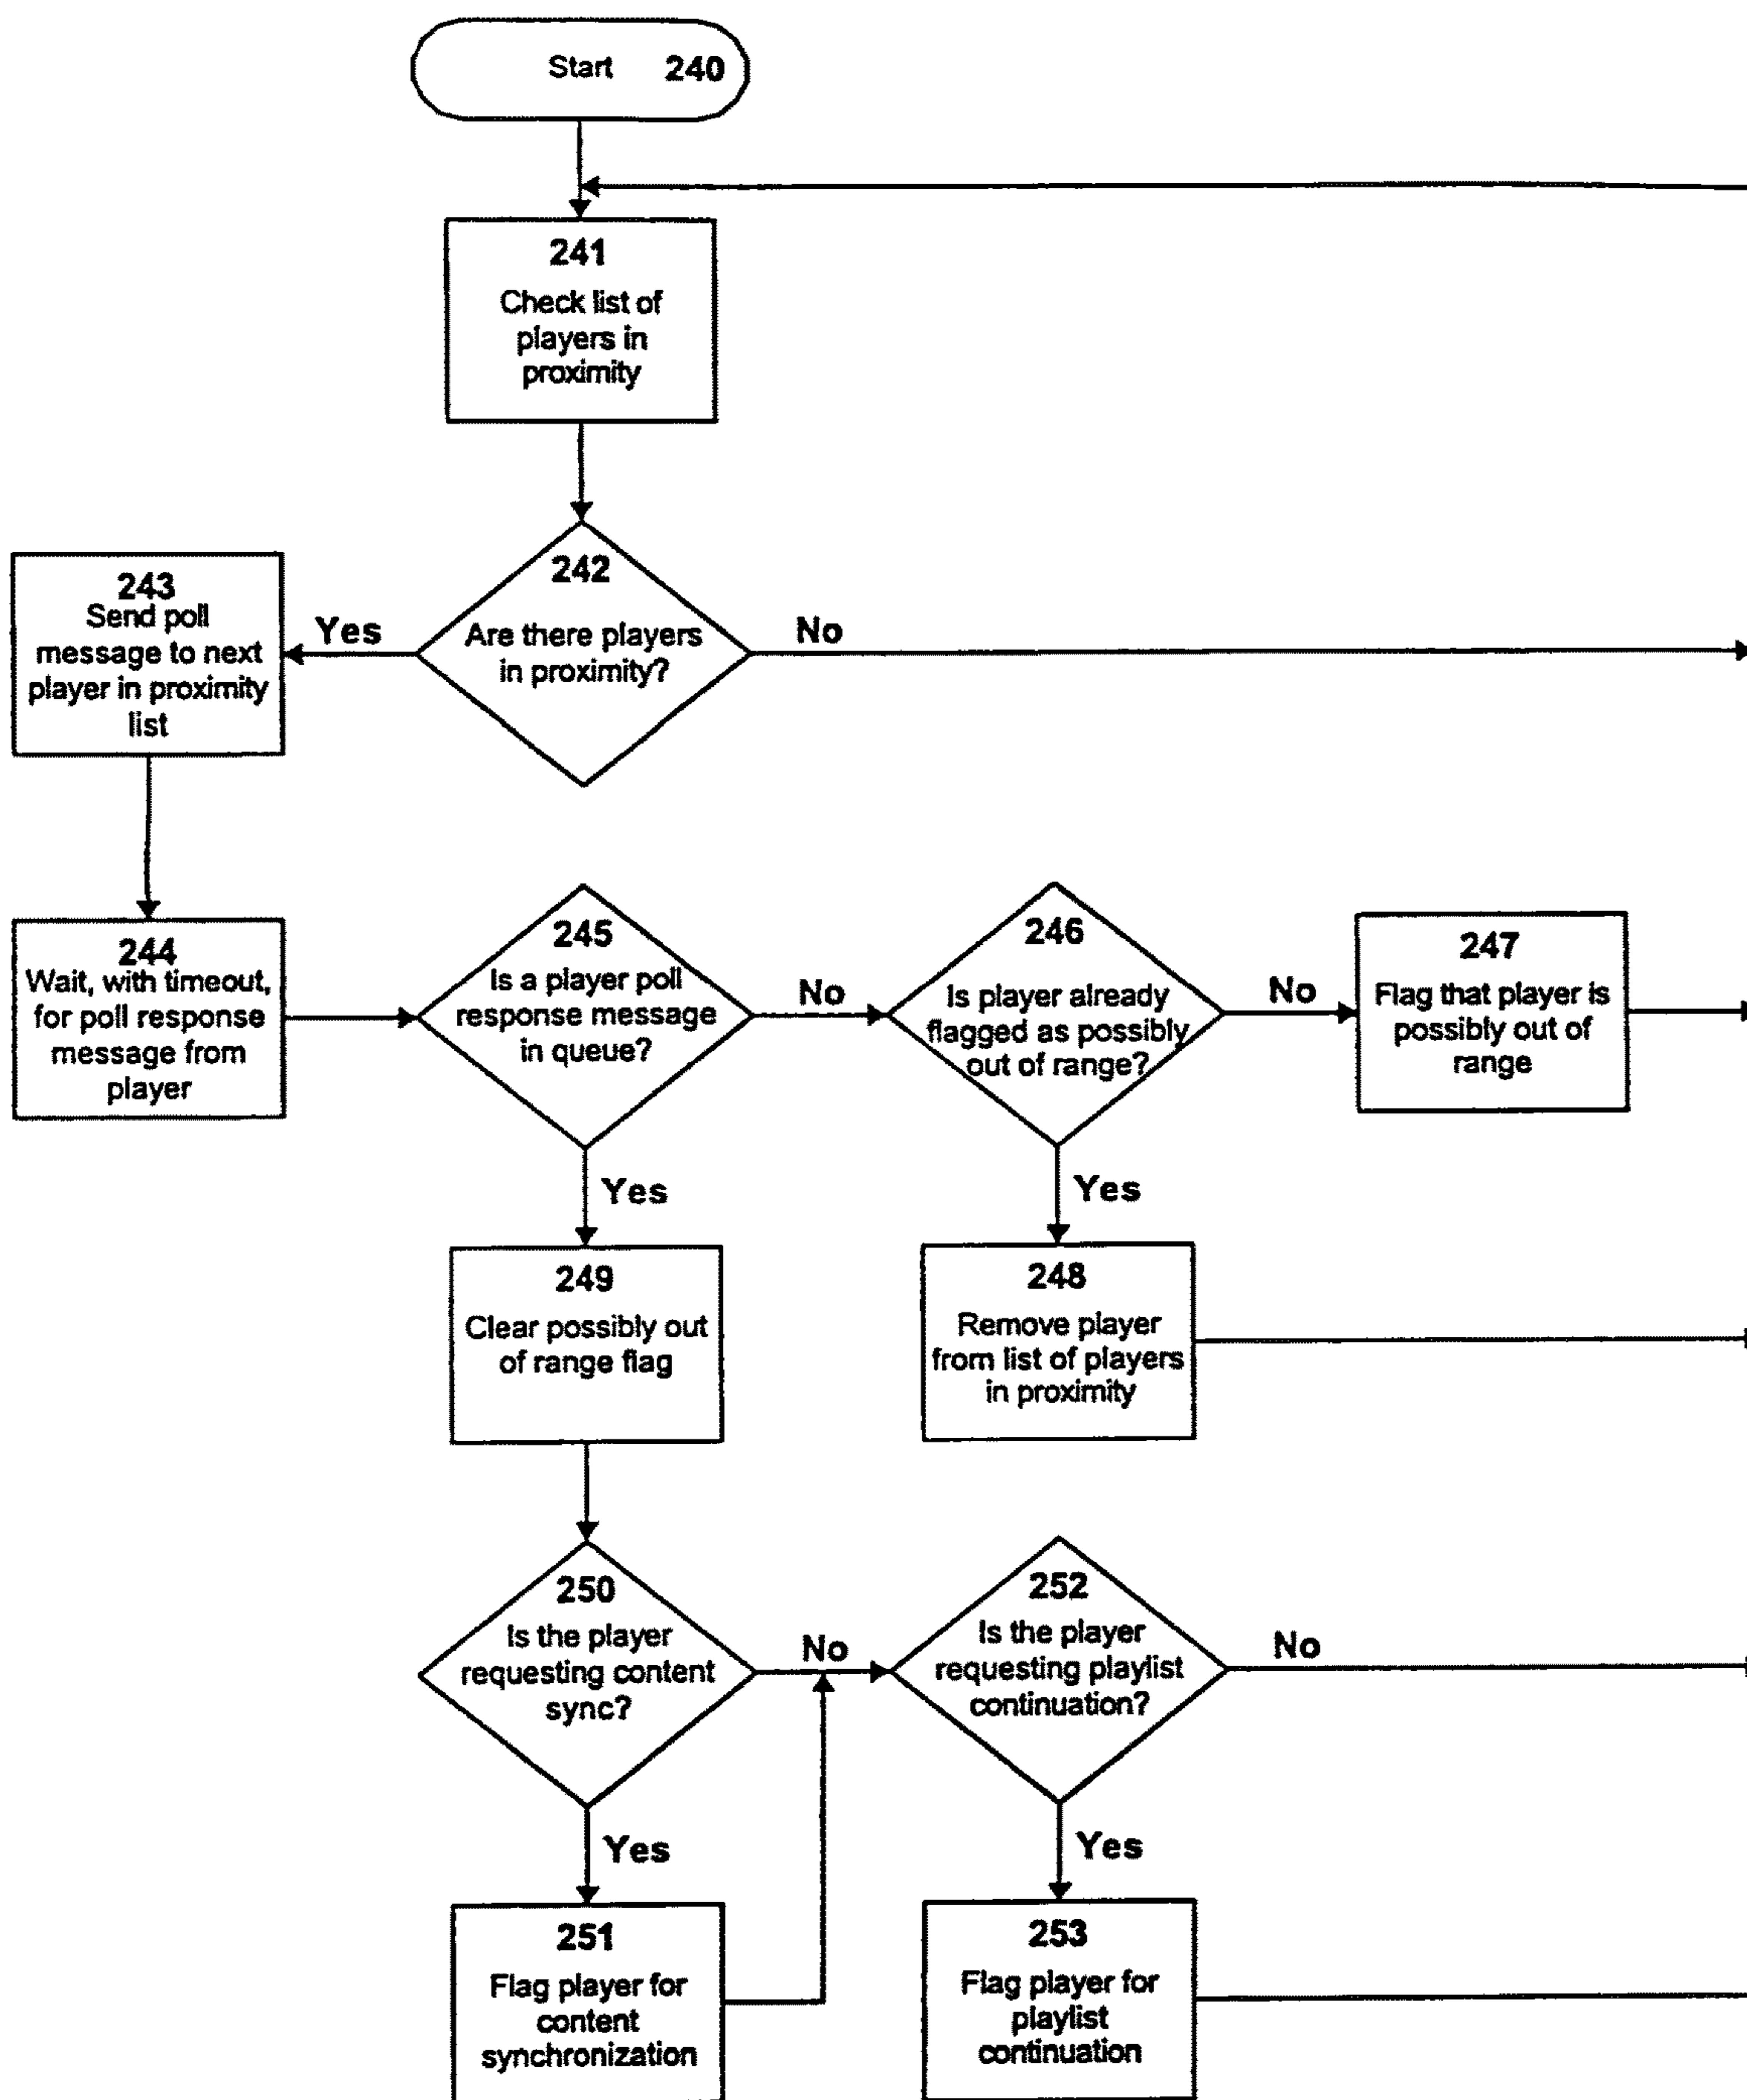 Start 240
241
Check list of
players in
proximity
242
Are there players
in proximity?
Yes
No
243
Send poll
message to next
player in proximity
list
244
Wait, with timeout,
for poll response
message from
player
245
Is a player poll
response message
in queue?
No
Yes
246
Is player already
flagged as possibly
out of range?
No
Yes
247
Flag that player is
possibly out of
range
248
Remove player
from list of players
in proximity
249
Clear possibly out
of range flag
250
Is the player
requesting content
sync?
No
Yes
251
Flag player for
content
synchronization
252
Is the player
requesting playlist
continuation?
No
Yes
253
Flag player for
playlist
continuation